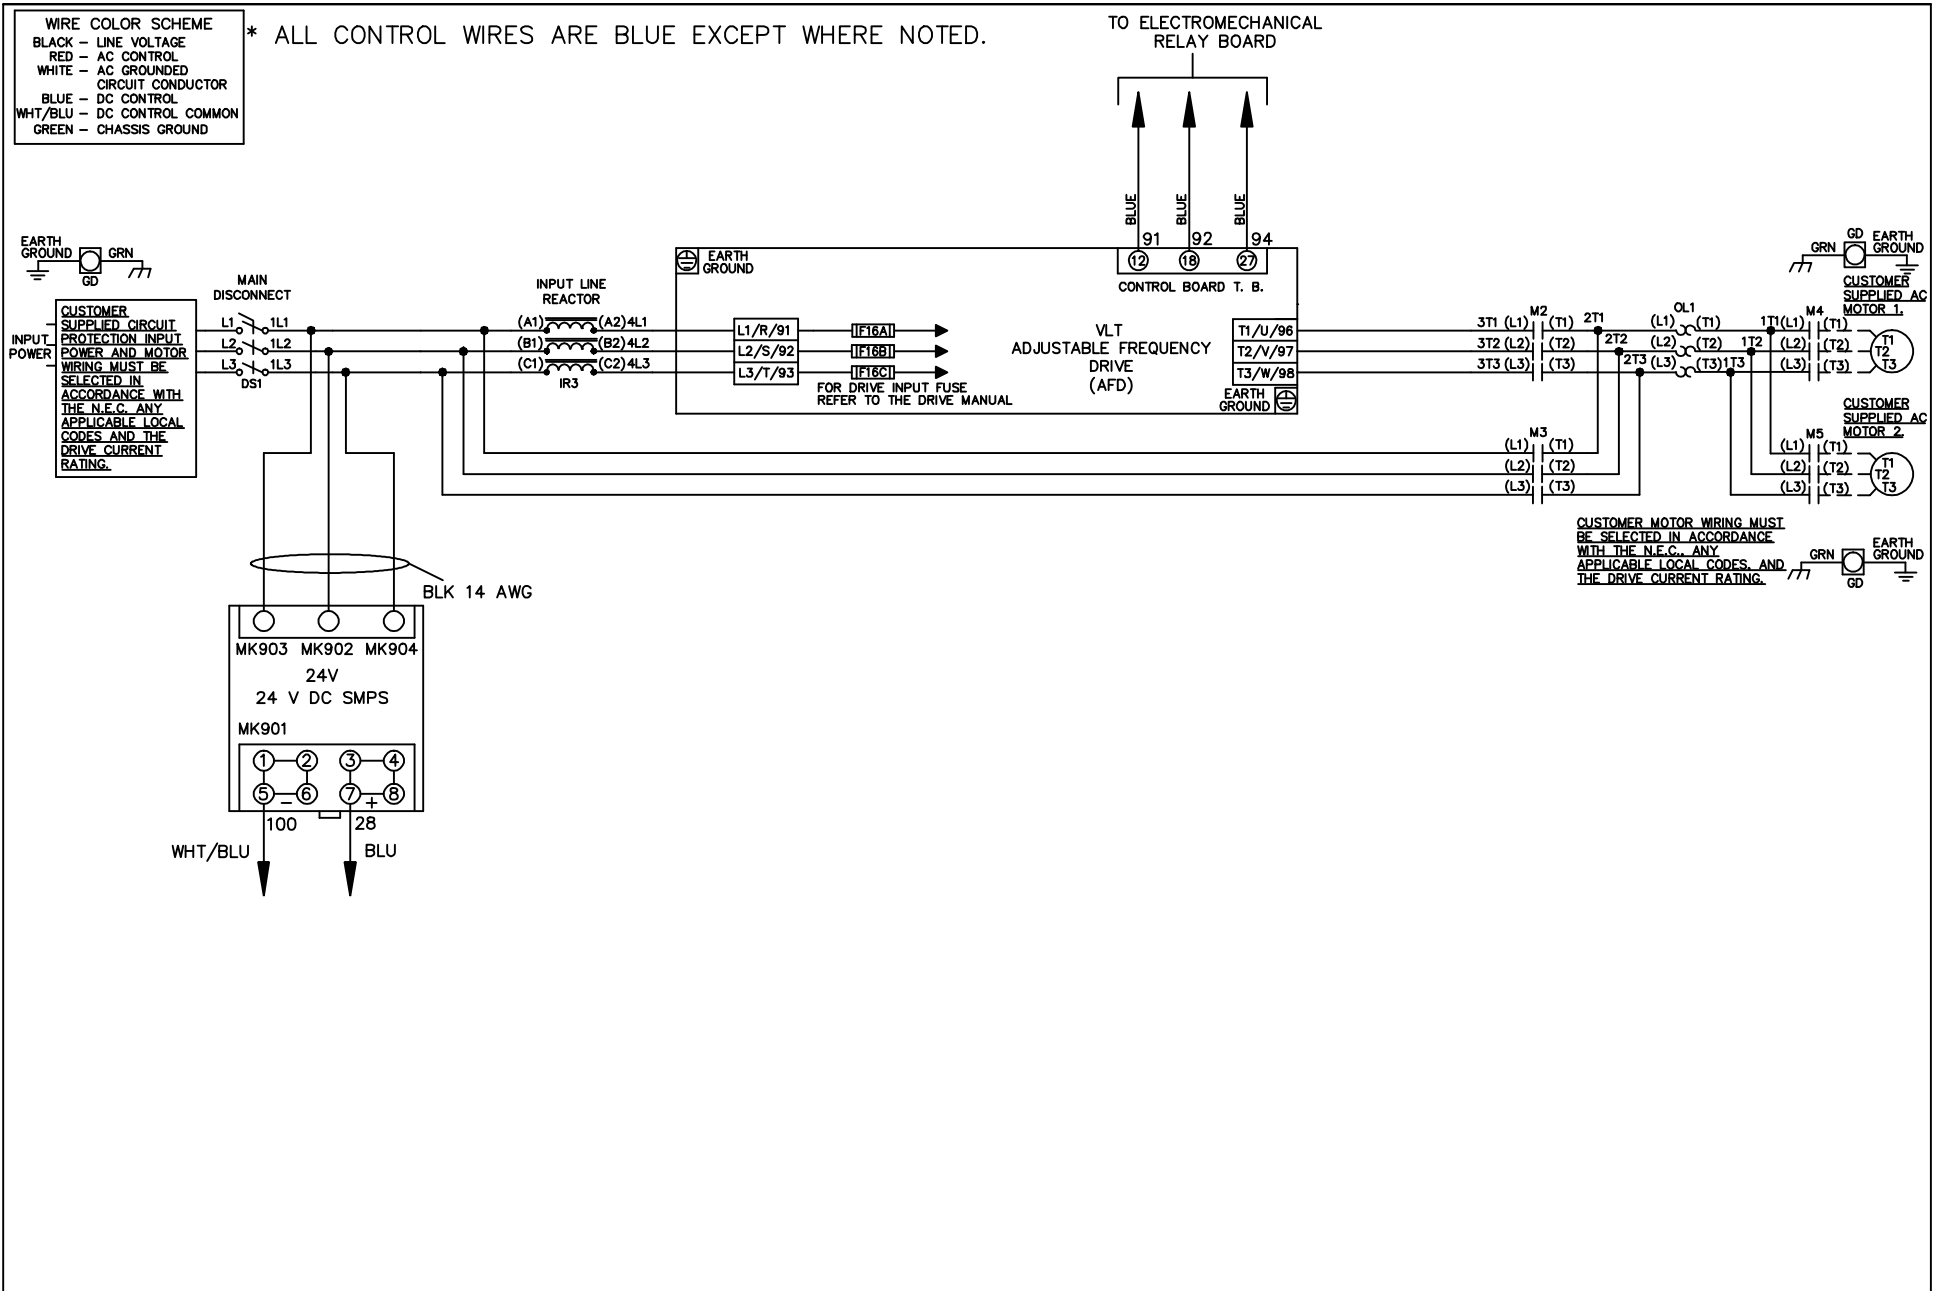 WIRE COLOR SCHEME
BLACK – LINE VOLTAGE
RED – AC CONTROL
WHITE – AC GROUNDED
CIRCUIT CONDUCTOR
BLUE – DC CONTROL
WHT/BLU – DC CONTROL COMMON
GREEN – CHASSIS GROUND
* ALL CONTROL WIRES ARE BLUE EXCEPT WHERE NOTED.
TO ELECTROMECHANICAL
RELAY BOARD
BLUE
BLUE
BLUE
91 92 94
12 18 27
CONTROL BOARD T. B.
EARTH
GROUND
GRN
GD
INPUT
POWER
CUSTOMER
SUPPLIED CIRCUIT
PROTECTION INPUT
POWER AND MOTOR
WIRING MUST BE
SELECTED IN
ACCORDANCE WITH
THE N.E.C. ANY
APPLICABLE LOCAL
CODES AND THE
DRIVE CURRENT
RATING.
MAIN
DISCONNECT
L1 1L1
L2 1L2
L3 1L3
DS1
INPUT LINE
REACTOR
(A1) (A2) 4L1
(B1) (B2) 4L2
(C1) (C2) 4L3
IR3
EARTH
GROUND
L1/R/91
L2/S/92
L3/T/93
F16A
F16B
F16C
FOR DRIVE INPUT FUSE
REFER TO THE DRIVE MANUAL
VLT
ADJUSTABLE FREQUENCY
DRIVE
(AFD)
T1/U/96
T2/V/97
T3/W/98
EARTH
GROUND
M2
3T1 (L1) (T1) 2T1
3T2 (L2) (T2) 2T2
3T3 (L3) (T3) 2T3
OL1
(L1) (T1) 1T1
(L2) (T2) 1T2
(L3) (T3) 1T3
M4
(L1) (T1)
(L2) (T2)
(L3) (T3)
T1
T2
T3
GRN
GD
EARTH
GROUND
CUSTOMER
SUPPLIED AC
MOTOR 1.
M3
(L1) (T1)
(L2) (T2)
(L3) (T3)
M5
(L1) (T1)
(L2) (T2)
(L3) (T3)
T1
T2
T3
CUSTOMER
SUPPLIED AC
MOTOR 2.
CUSTOMER MOTOR WIRING MUST
BE SELECTED IN ACCORDANCE
WITH THE N.E.C., ANY
APPLICABLE LOCAL CODES, AND
THE DRIVE CURRENT RATING.
GRN
GD
EARTH
GROUND
BLK 14 AWG
MK903 MK902 MK904
24V
24 V DC SMPS
MK901
1 2 3 4
5 – 6 7 + 8
100 28
WHT/BLU BLU